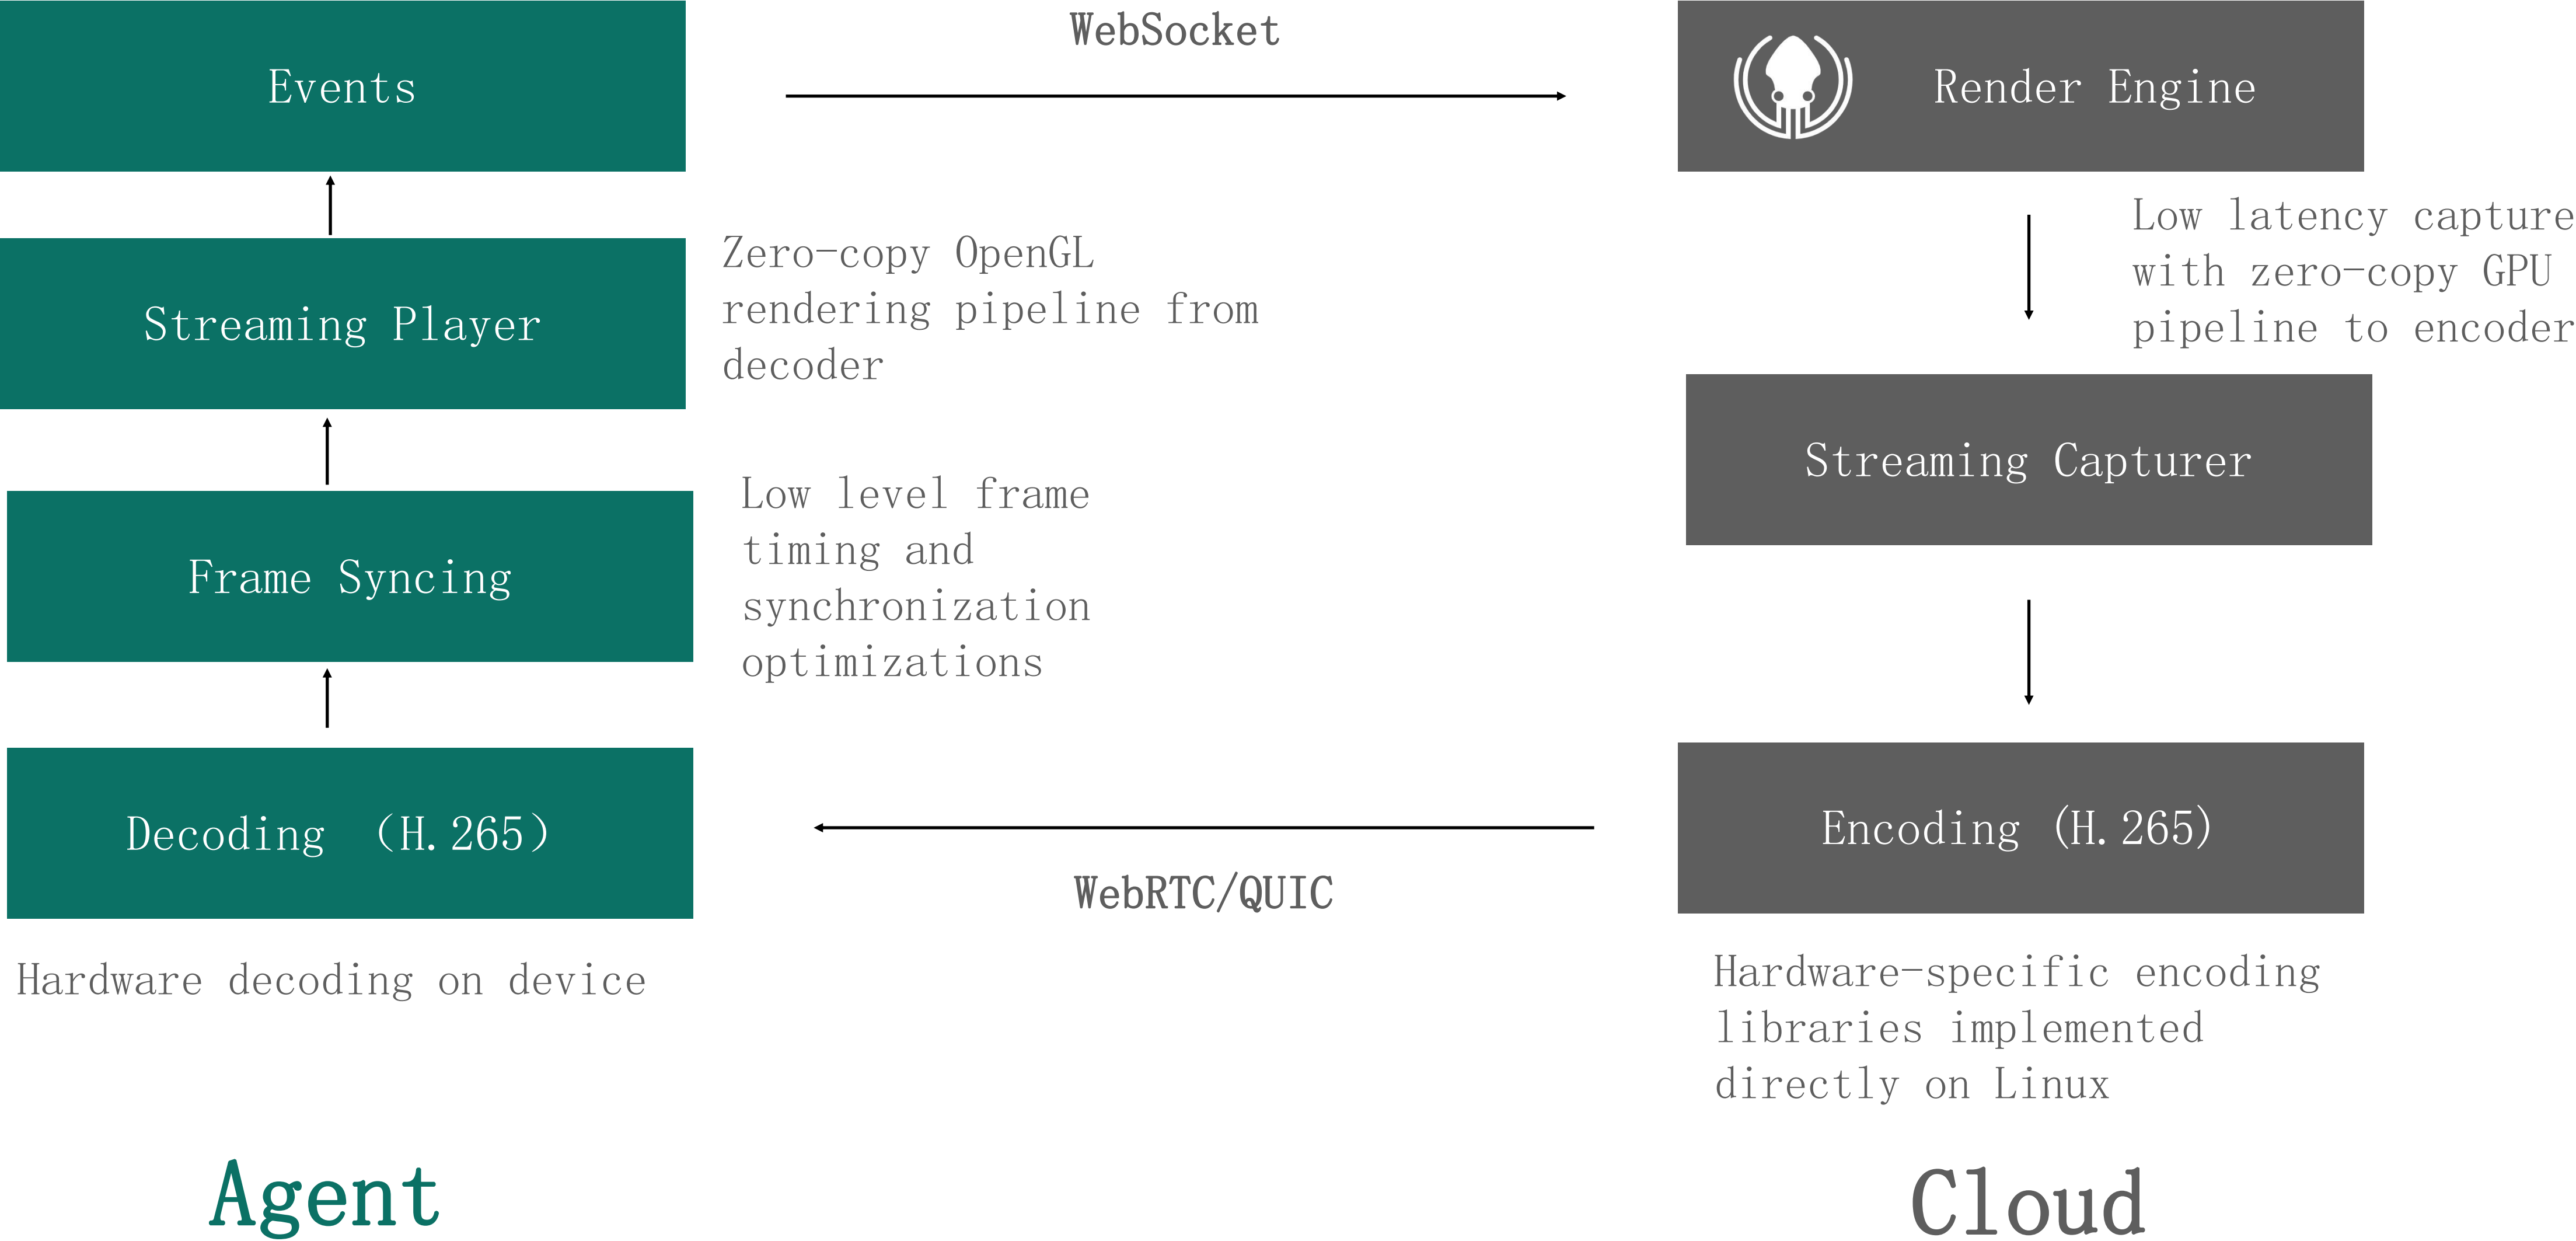 Events
WebSocket
Render Engine
Low latency capture
with zero-copy GPU
pipeline to encoder
Streaming Player
Zero-copy OpenGL
rendering pipeline from
decoder
Streaming Capturer
Frame Syncing
Low level frame
timing and
synchronization
optimizations
Decoding （H.265）
WebRTC/QUIC
Encoding (H.265)
Hardware decoding on device
Hardware-specific encoding
libraries implemented
directly on Linux
Agent
Cloud